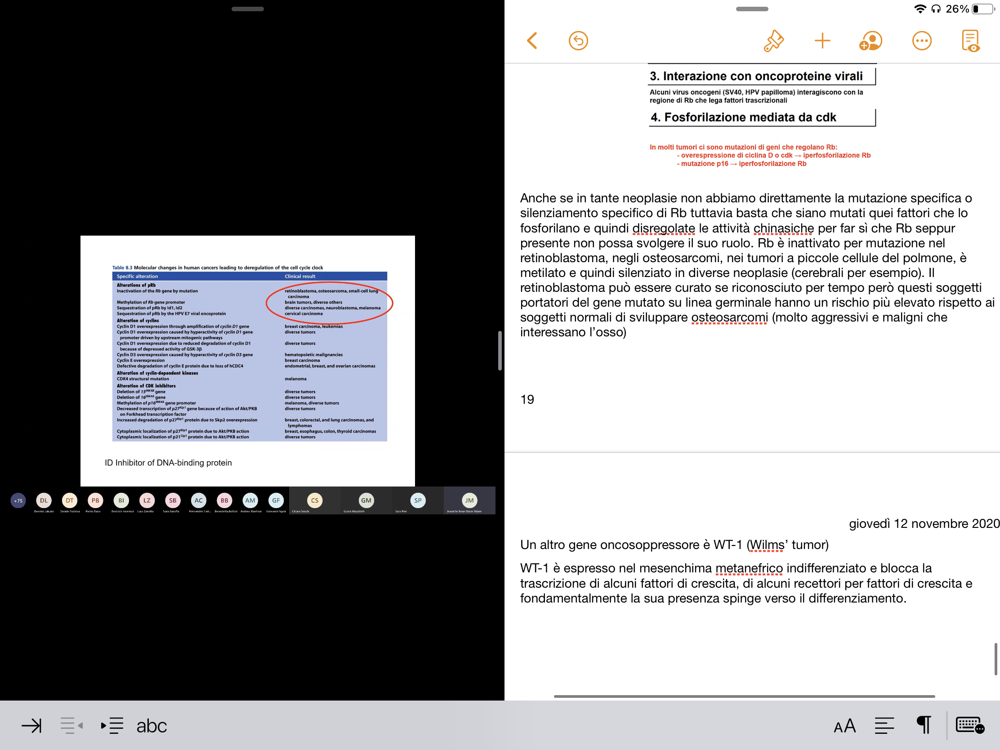 Table 8.3 Molecular changes in human cancers leading to deregulation of the cell cycle clock
Specific alteration Clinical result
Alterations of pRb
Inactivation of the Rb gene by mutation retinoblastoma, osteosarcoma, small-cell lung
carcinoma
Methylation of Rb gene promoter brain tumors, diverse others
Sequestration of pRb by Id1, Id2 diverse carcinomas, neuroblastoma, melanoma
Sequestration of pRb by the HPV E7 viral oncoprotein cervical carcinoma
Alteration of cyclins
Cyclin D1 overexpression through amplification of cyclin D1 gene breast carcinoma, leukemias
Cyclin D1 overexpression caused by hyperactivity of cyclin D1 gene diverse tumors
promoter driven by upstream mitogenic pathways
Cyclin D1 overexpression due to reduced degradation of cyclin D1 diverse tumors
because of depressed activity of GSK-3β
Cyclin D3 overexpression caused by hyperactivity of cyclin D3 gene hematopoietic malignancies
Cyclin E overexpression breast carcinoma
Defective degradation of cyclin E protein due to loss of hCDC4 endometrial, breast, and ovarian carcinomas
Alteration of cyclin-dependent kinases
CDK4 structural mutation melanoma
Alteration of CDK inhibitors
Deletion of 15INK4B gene diverse tumors
Deletion of 16INK4A gene diverse tumors
Methylation of p16INK4A gene promoter melanoma, diverse tumors
Decreased transcription of p27Kip1 gene because of action of Akt/PKB diverse tumors
on Forkhead transcription factor
Increased degradation of p27Kip1 protein due to Skp2 overexpression breast, colorectal, and lung carcinomas, and
lymphomas
Cytoplasmic localization of p27Kip1 protein due to Akt/PKB action breast, esophagus, colon, thyroid carcinomas
Cytoplasmic localization of p21Cip1 protein due to Akt/PKB action diverse tumors
ID Inhibitor of DNA-binding protein
+75 DL DT PB BI LZ SB AC BB AM GF CS GM SP JM
Daniela Lakuria Davide Trubbia Pietro Baso Beatrice Invernici Luca Zarrella Sara Baruffa Alessandro Cad... Benedetta Bottoli Andrea Manfron Giovanni Figini Chiara Secchi Giulia Mazzitelli Sara Peri Jeanette Anne Marie Maier
26%
3. Interazione con oncoproteine virali
Alcuni virus oncogeni (SV40, HPV papilloma) interagiscono con la
regione di Rb che lega fattori trascrizionali
4. Fosforilazione mediata da cdk
In molti tumori ci sono mutazioni di geni che regolano Rb:
- overespressione di ciclina D o cdk → iperfosforilazione Rb
- mutazione p16 → iperfosforilazione Rb
Anche se in tante neoplasie non abbiamo direttamente la mutazione specifica o
silenziamento specifico di Rb tuttavia basta che siano mutati quei fattori che lo
fosforilano e quindi disregolate le attività chinasiche per far sì che Rb seppur
presente non possa svolgere il suo ruolo. Rb è inattivato per mutazione nel
retinoblastoma, negli osteosarcomi, nei tumori a piccole cellule del polmone, è
metilato e quindi silenziato in diverse neoplasie (cerebrali per esempio). Il
retinoblastoma può essere curato se riconosciuto per tempo però questi soggetti
portatori del gene mutato su linea germinale hanno un rischio più elevato rispetto ai
soggetti normali di sviluppare osteosarcomi (molto aggressivi e maligni che
interessano l’osso)
19
giovedì 12 novembre 2020
Un altro gene oncosoppressore è WT-1 (Wilms’ tumor)
WT-1 è espresso nel mesenchima metanefrico indifferenziato e blocca la
trascrizione di alcuni fattori di crescita, di alcuni recettori per fattori di crescita e
fondamentalmente la sua presenza spinge verso il differenziamento.
abc
AA